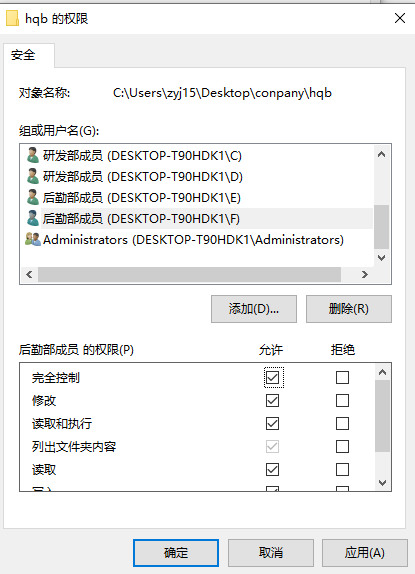 hqb 的权限
安全
对象名称: C:\Users\zyj15\Desktop\conpany\hqb
组或用户名(G):
研发部成员 (DESKTOP-T90HDK1\C)
研发部成员 (DESKTOP-T90HDK1\D)
后勤部成员 (DESKTOP-T90HDK1\E)
后勤部成员 (DESKTOP-T90HDK1\F)
Administrators (DESKTOP-T90HDK1\Administrators)
添加(D)... 删除(R)
后勤部成员 的权限(P) 允许 拒绝
完全控制
修改
读取和执行
列出文件夹内容
读取
确定 取消 应用(A)